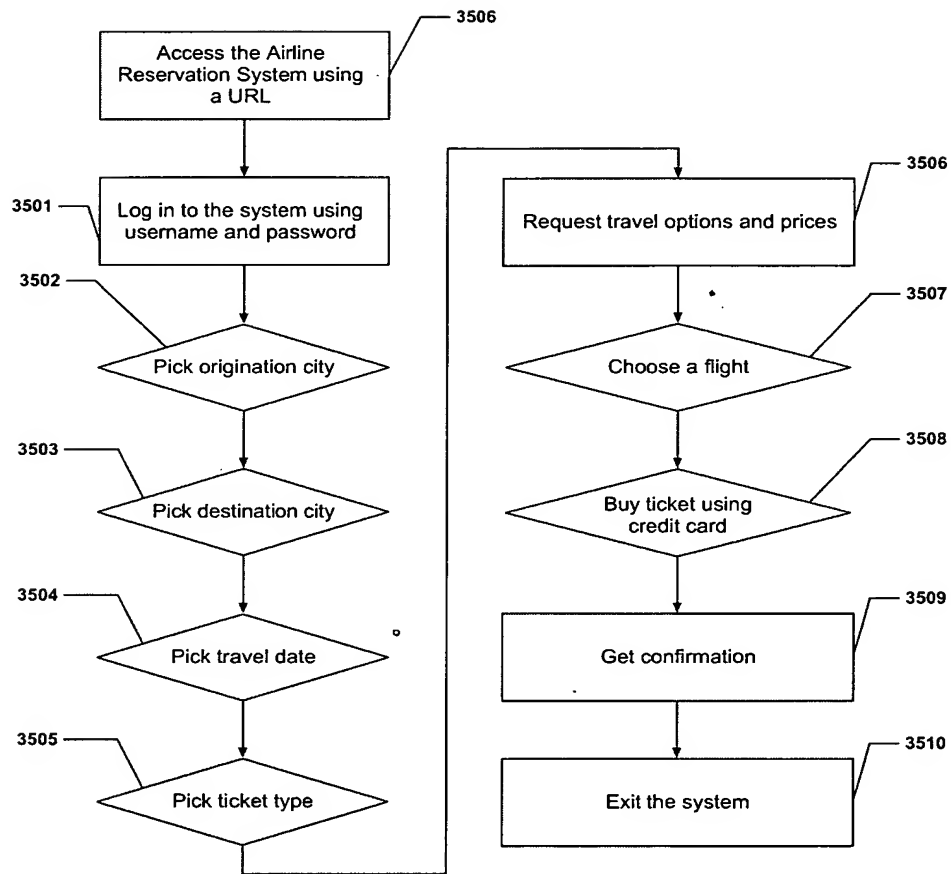 3506
Access the Airline
Reservation System using
a URL
3501
Log in to the system using
username and password
3502
Pick origination city
3503
Pick destination city
3504
Pick travel date
3505
Pick ticket type
3506
Request travel options and prices
3507
Choose a flight
3508
Buy ticket using
credit card
3509
Get confirmation
3510
Exit the system